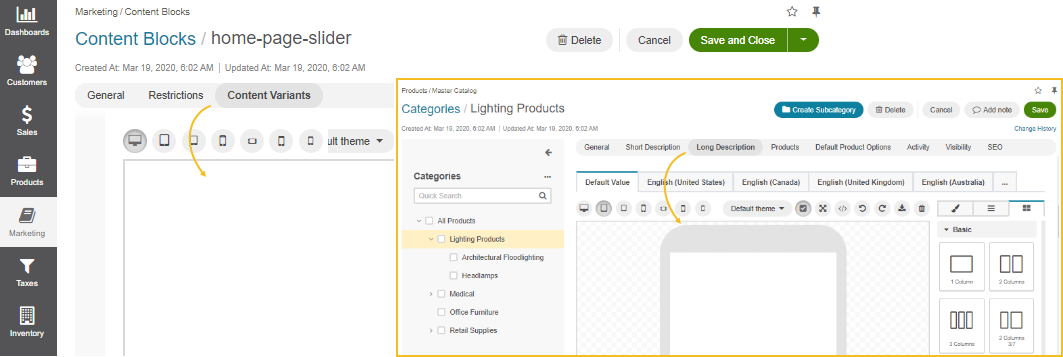 Dashboards
Customers
Sales
Products
Marketing
Taxes
Inventory
Marketing / Content Blocks
Content Blocks / home-page-slider
Delete
Cancel
Save and Close
Created At: Mar 19, 2020, 6:02 AM | Updated At: Mar 19, 2020, 6:02 AM
General
Restrictions
Content Variants
ult theme
Products / Master Catalog
Categories / Lighting Products
Create Subcategory
Delete
Cancel
Add note
Save
Created At: Mar 19, 2020, 6:02 AM | Updated At: Mar 19, 2020, 6:02 AM
Change History
Categories
...
Quick Search
All Products
Lighting Products
Architectural Floodlighting
Headlamps
Medical
Office Furniture
Retail Supplies
General
Short Description
Long Description
Products
Default Product Options
Activity
Visibility
SEO
Default Value
English (United States)
English (Canada)
English (United Kingdom)
English (Australia)
...
Default theme
Basic
1 Column
2 Columns
3 Columns
2 Columns
3/7